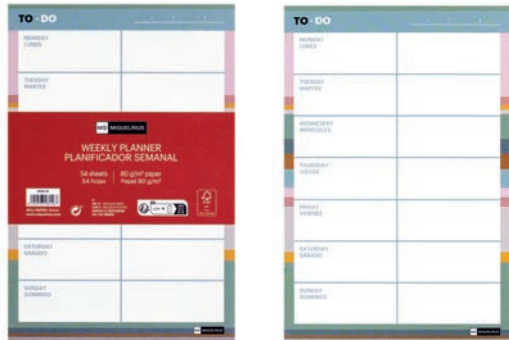 TO-DO
MONDAY
LUNES
TUESDAY
MARTES
MIQUELRIUS
WEEKLY PLANNER
PLANIFICADOR SEMANAL
54 sheets 80 g/m² paper
54 hojas Papel 80 g/m²
SATURDAY
SÁBADO
SUNDAY
DOMINGO
MIQUELRIUS
TO-DO
MONDAY
LUNES
TUESDAY
MARTES
WEDNESDAY
MIÉRCOLES
THURSDAY
JUEVES
FRIDAY
VIERNES
SATURDAY
SÁBADO
SUNDAY
DOMINGO
MIQUELRIUS